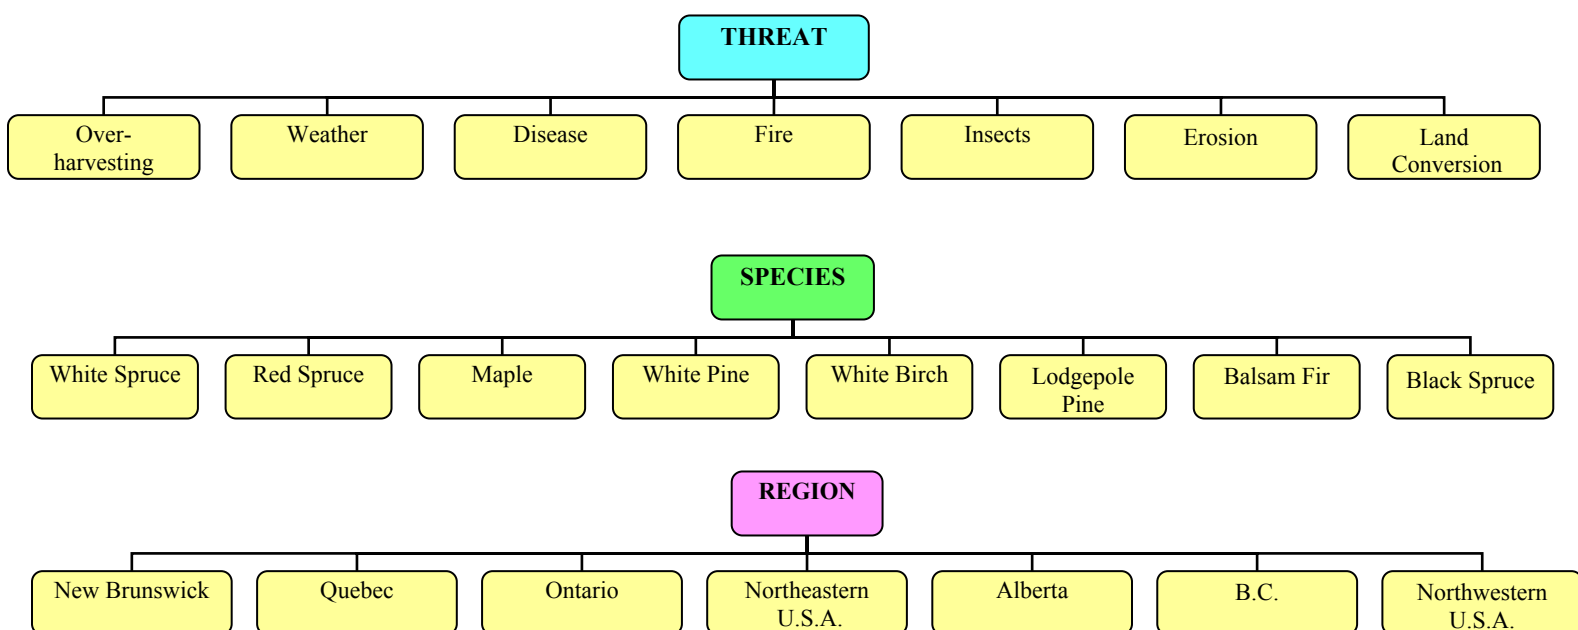 THREAT
Over-
harvesting
Weather
Disease
Fire
Insects
Erosion
Land
Conversion
SPECIES
White Spruce
Red Spruce
Maple
White Pine
White Birch
Lodgepole
Pine
Balsam Fir
Black Spruce
REGION
New Brunswick
Quebec
Ontario
Northeastern
U.S.A.
Alberta
B.C.
Northwestern
U.S.A.